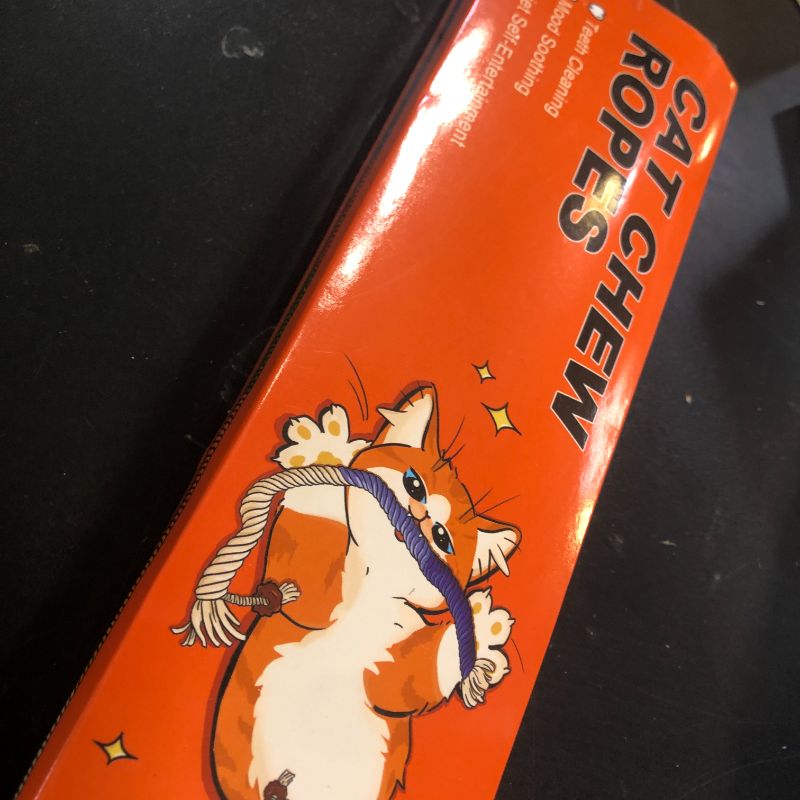 CAT CHEW
ROPES
Teeth Cleaning
Mood Soothing
Self-Entertainment